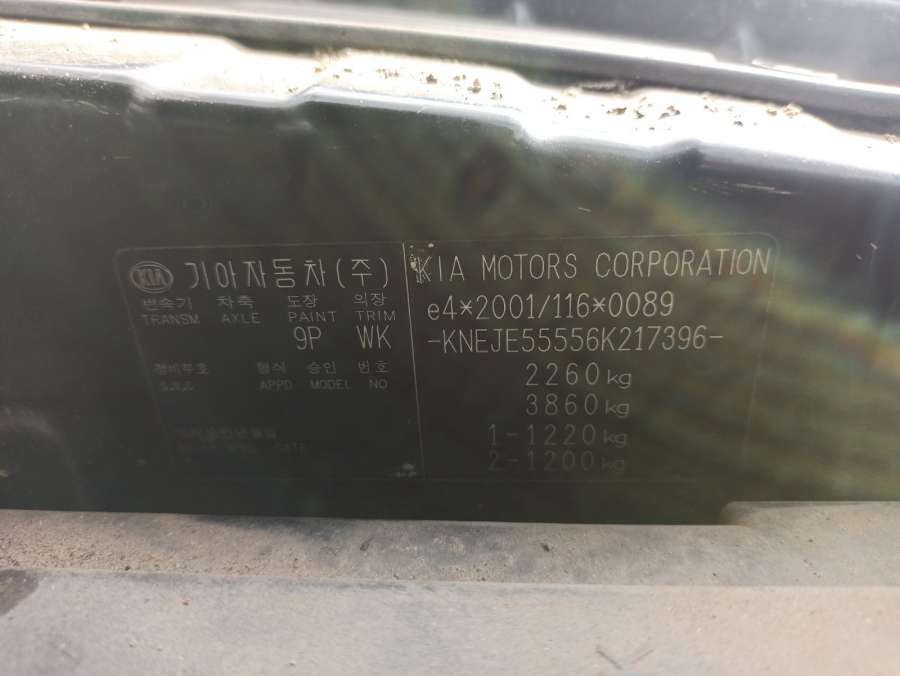 KIA 기아자동차(주)
변속기 차축 도장 의장
TRANSM AXLE PAINT TRIM
9P WK
형식 승인 번호
APPD MODEL NO
KIA MOTORS CORPORATION
e4*2001/116*0089
-KNEJE55556K217396-
2260kg
3860kg
1-1220kg
2-1200kg